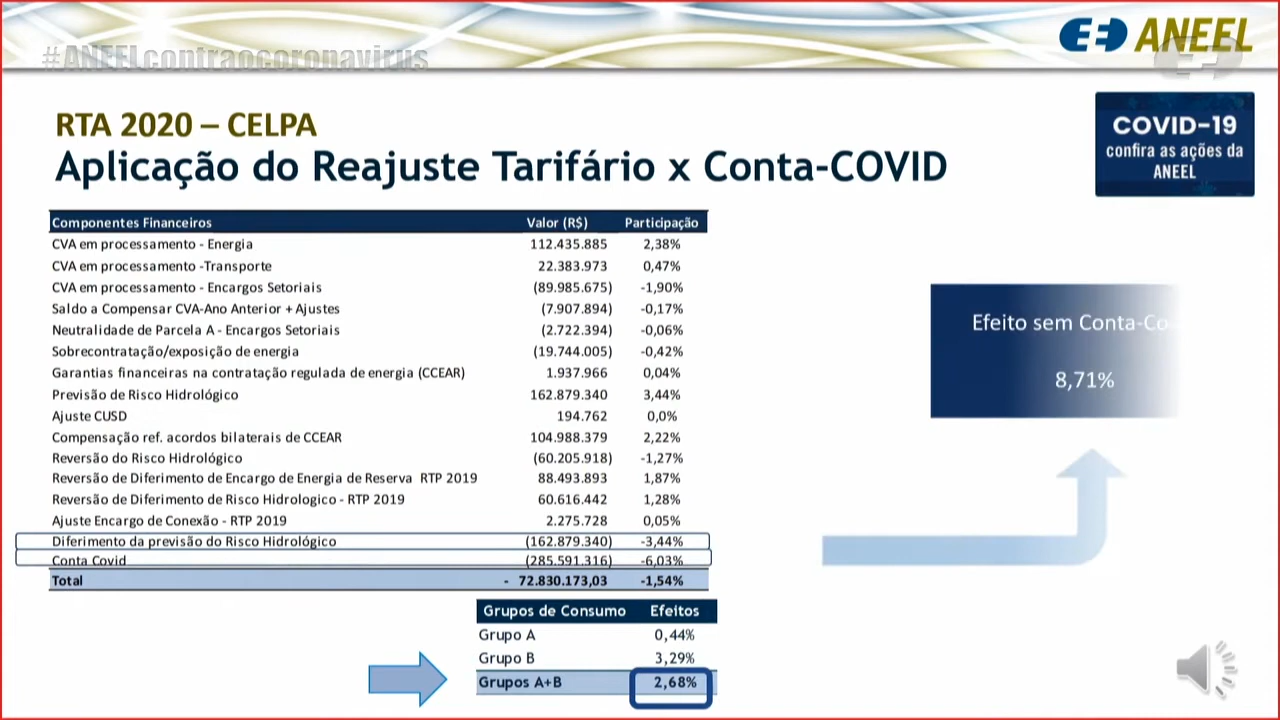 #ANEELcontraocoronavirus
ANEEL
COVID-19
confira as ações da
ANEEL
RTA 2020 – CELPA
Aplicação do Reajuste Tarifário x Conta-COVID
Componentes Financeiros Valor (R$) Participação
CVA em processamento - Energia 112.435.885 2,38%
CVA em processamento -Transporte 22.383.973 0,47%
CVA em processamento - Encargos Setoriais (89.985.675) -1,90%
Saldo a Compensar CVA-Ano Anterior + Ajustes (7.907.894) -0,17%
Neutralidade de Parcela A - Encargos Setoriais (2.722.394) -0,06%
Sobrecontratação/exposição de energia (19.744.005) -0,42%
Garantias financeiras na contratação regulada de energia (CCEAR) 1.937.966 0,04%
Previsão de Risco Hidrológico 162.879.340 3,44%
Ajuste CUSD 194.762 0,0%
Compensação ref. acordos bilaterais de CCEAR 104.988.379 2,22%
Reversão do Risco Hidrológico (60.205.918) -1,27%
Reversão de Diferimento de Encargo de Energia de Reserva RTP 2019 88.493.893 1,87%
Reversão de Diferimento de Risco Hidrologico - RTP 2019 60.616.442 1,28%
Ajuste Encargo de Conexão - RTP 2019 2.275.728 0,05%
Diferimento da previsão do Risco Hidrológico (162.879.340) -3,44%
Conta Covid (285.591.316) -6,03%
Total - 72.830.173,03 -1,54%
Efeito sem Conta-Co
8,71%
Grupos de Consumo Efeitos
Grupo A 0,44%
Grupo B 3,29%
Grupos A+B 2,68%